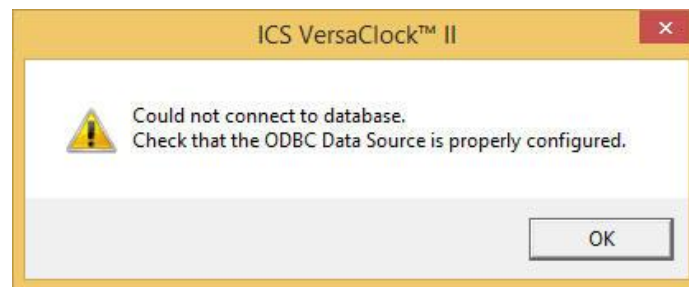 ICS VersaClock™ II
Could not connect to database.
Check that the ODBC Data Source is properly configured.
OK